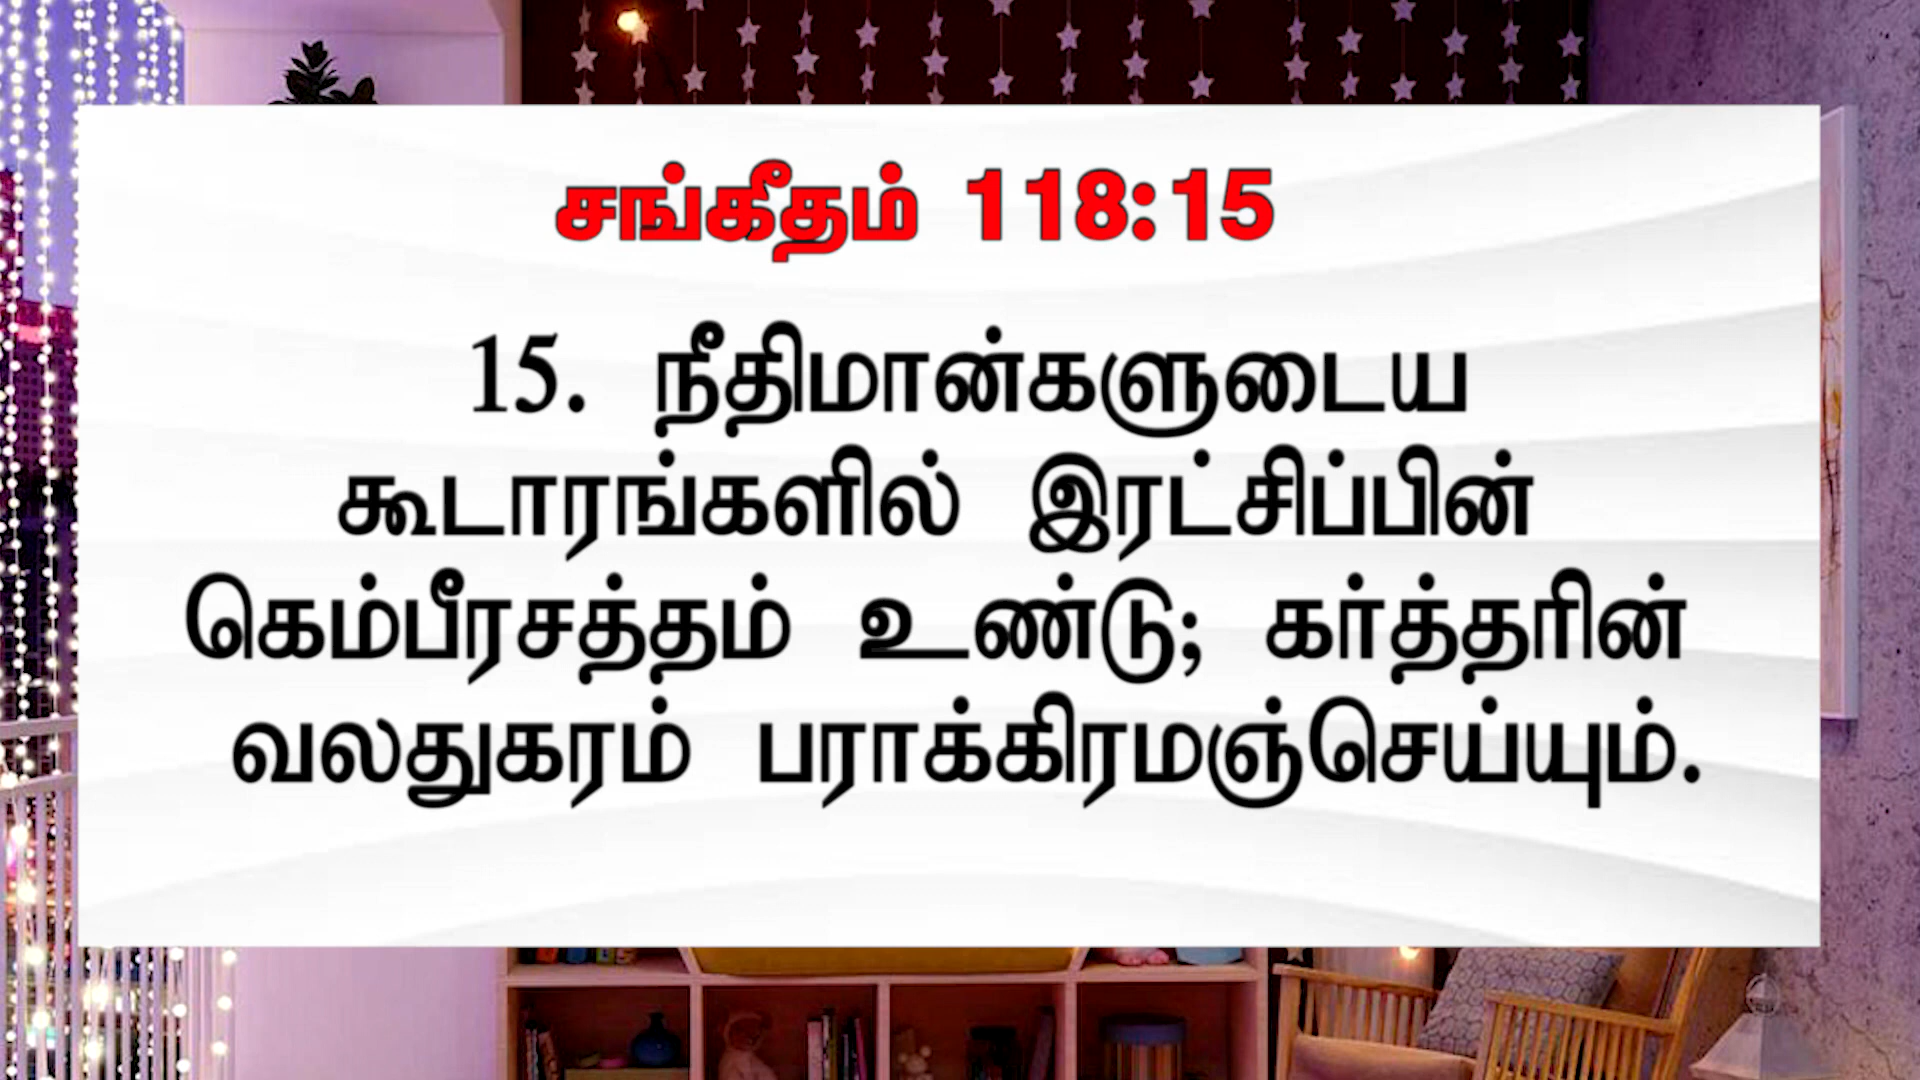 சங்கீதம் 118:15
15. நீதிமான்களுடைய
கூடாரங்களில் இரட்சிப்பின்
கெம்பீரசத்தம் உண்டு; கர்த்தரின்
வலதுகரம் பராக்கிரமஞ்செய்யும்.